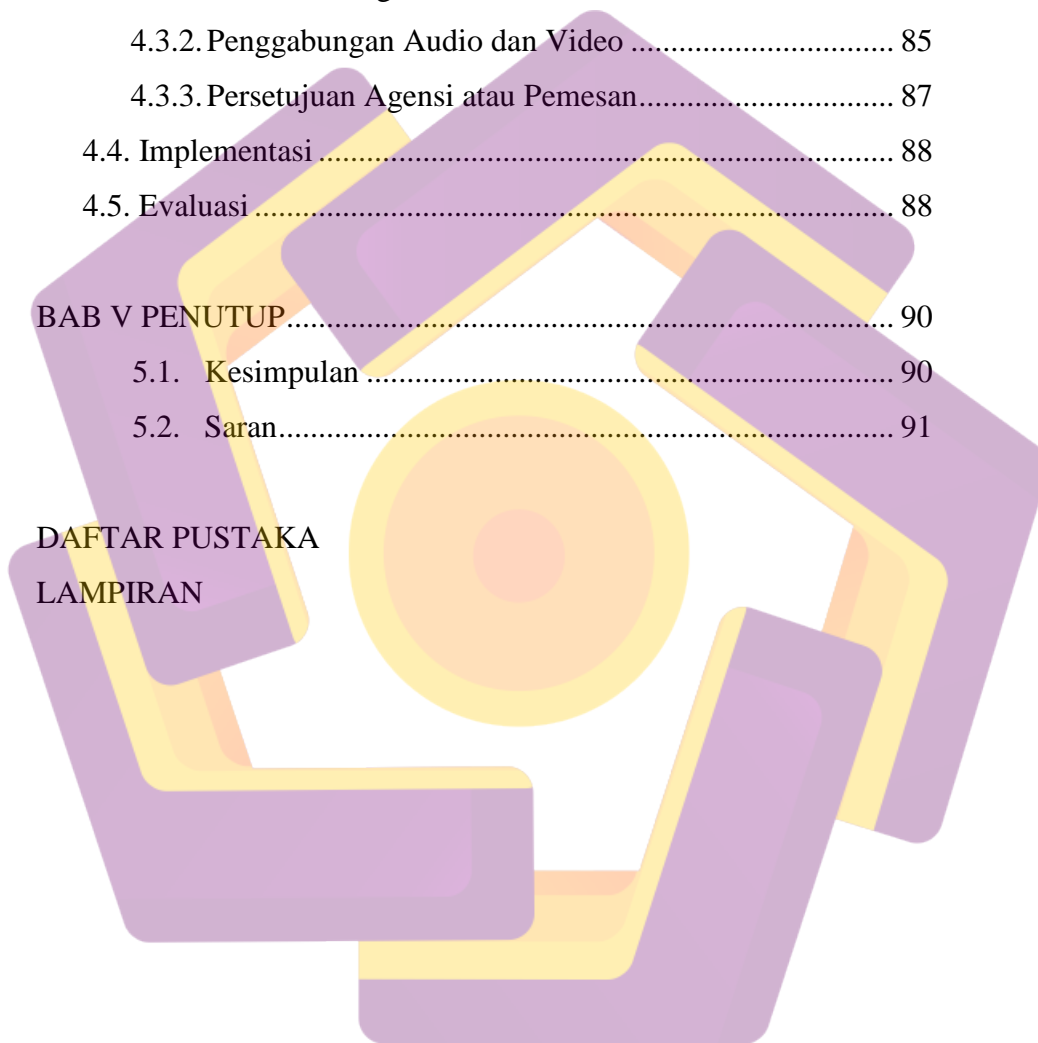 4.3.2. Penggabungan Audio dan Video ............................ 85
4.3.3. Persetujuan Agensi atau Pemesan........................... 87
4.4. Implementasi ............................................................... 88
4.5. Evaluasi ....................................................................... 88
BAB V PENUTUP.................................................................. 90
5.1. Kesimpulan ................................................................ 90
5.2. Saran........................................................................... 91
DAFTAR PUSTAKA
LAMPIRAN